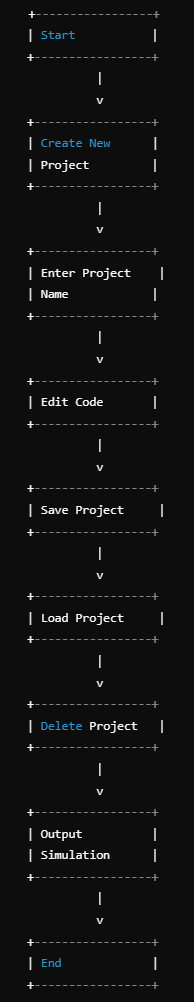 +-----------------+
| Start           |
+-----------------+
|
v
+-----------------+
| Create New      |
| Project         |
+-----------------+
|
v
+-----------------+
| Enter Project    |
| Name            |
+-----------------+
|
v
+-----------------+
| Edit Code       |
+-----------------+
|
v
+-----------------+
| Save Project     |
+-----------------+
|
v
+-----------------+
| Load Project     |
+-----------------+
|
v
+-----------------+
| Delete Project   |
+-----------------+
|
v
+-----------------+
| Output          |
| Simulation      |
+-----------------+
|
v
+-----------------+
| End             |
+-----------------+